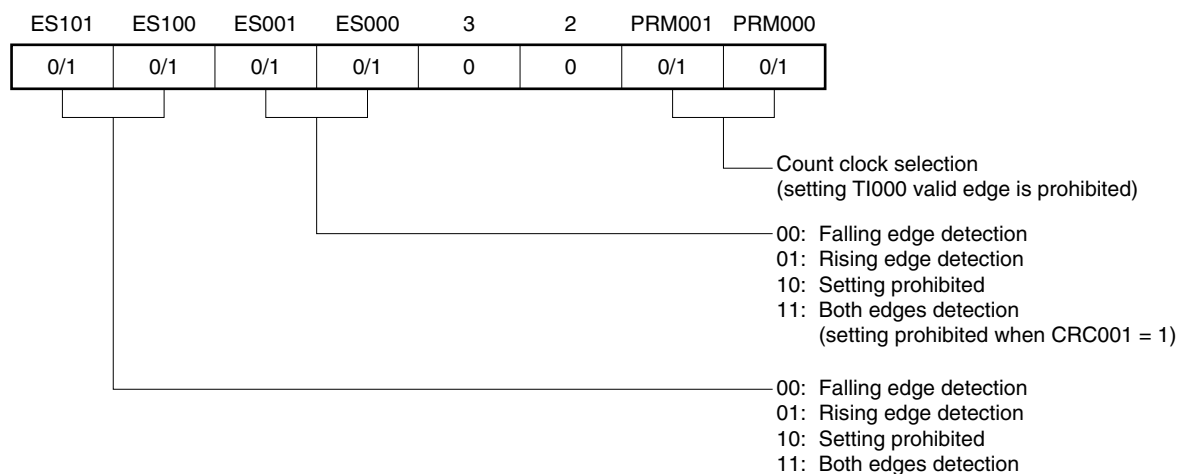 ES101 ES100 ES001 ES000 3 2 PRM001 PRM000
0/1 0/1 0/1 0/1 0 0 0/1 0/1
Count clock selection
(setting TI000 valid edge is prohibited)
00: Falling edge detection
01: Rising edge detection
10: Setting prohibited
11: Both edges detection
(setting prohibited when CRC001 = 1)
00: Falling edge detection
01: Rising edge detection
10: Setting prohibited
11: Both edges detection